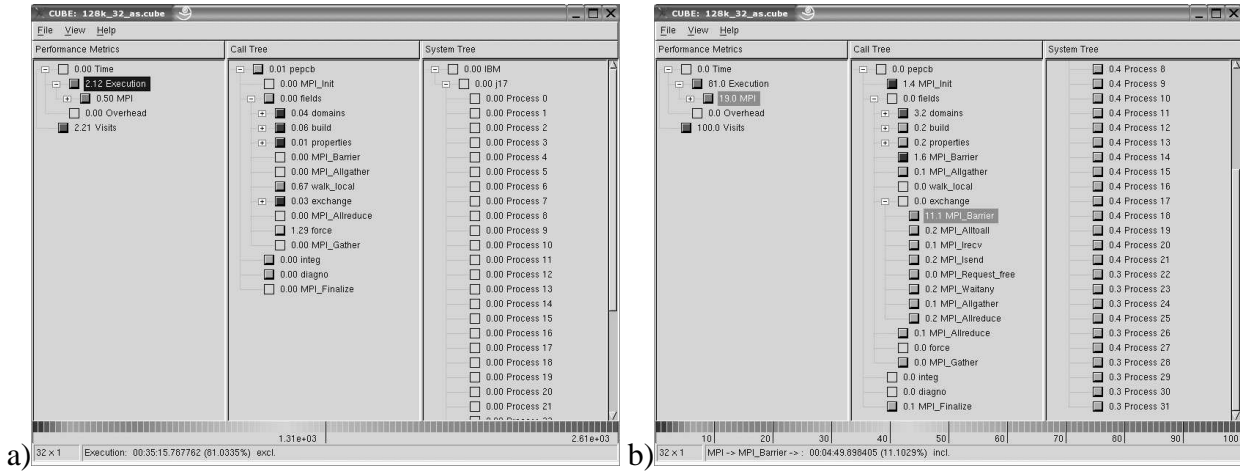 CUBE: 128k_32_as.cube
File View Help
Performance Metrics Call Tree System Tree
0.00 Time
2.12 Execution
0.50 MPI
0.00 Overhead
2.21 Visits
0.01 pepcb
0.00 MPI_Init
0.00 fields
0.04 domains
0.06 build
0.01 properties
0.00 MPI_Barrier
0.00 MPI_Allgather
0.67 walk_local
0.03 exchange
0.00 MPI_Allreduce
1.29 force
0.00 MPI_Gather
0.00 integ
0.00 diagno
0.00 MPI_Finalize
0.00 IBM
0.00 j17
0.00 Process 0
0.00 Process 1
0.00 Process 2
0.00 Process 3
0.00 Process 4
0.00 Process 5
0.00 Process 6
0.00 Process 7
0.00 Process 8
0.00 Process 9
0.00 Process 10
0.00 Process 11
0.00 Process 12
0.00 Process 13
0.00 Process 14
0.00 Process 15
0.00 Process 16
0.00 Process 17
0.00 Process 18
0.00 Process 19
0.00 Process 20
0.00 Process 21
1.31e+03 2.61e+03
a)
32 x 1 Execution: 00:35:15.787762 (81.0335%) excl.
CUBE: 128k_32_as.cube
File View Help
Performance Metrics Call Tree System Tree
0.0 Time
81.0 Execution
19.0 MPI
0.0 Overhead
100.0 Visits
0.0 pepcb
1.4 MPI_Init
0.0 fields
3.2 domains
0.2 build
0.2 properties
1.6 MPI_Barrier
0.1 MPI_Allgather
0.0 walk_local
0.0 exchange
11.1 MPI_Barrier
0.2 MPI_Alltoall
0.1 MPI_Irecv
0.2 MPI_Isend
0.0 MPI_Request_free
0.2 MPI_Waitany
0.1 MPI_Allgather
0.2 MPI_Allreduce
0.1 MPI_Allreduce
0.0 force
0.0 MPI_Gather
0.0 integ
0.0 diagno
0.1 MPI_Finalize
0.4 Process 8
0.4 Process 9
0.4 Process 10
0.4 Process 11
0.4 Process 12
0.4 Process 13
0.4 Process 14
0.4 Process 15
0.4 Process 16
0.4 Process 17
0.4 Process 18
0.4 Process 19
0.4 Process 20
0.4 Process 21
0.3 Process 22
0.3 Process 23
0.3 Process 24
0.4 Process 25
0.3 Process 26
0.4 Process 27
0.3 Process 28
0.3 Process 29
0.3 Process 30
0.3 Process 31
10 20 30 40 50 60 70 80 90 100
b)
32 x 1 MPI -> MPI_Barrier -> : 00:04:49.898405 (11.1029%) incl.